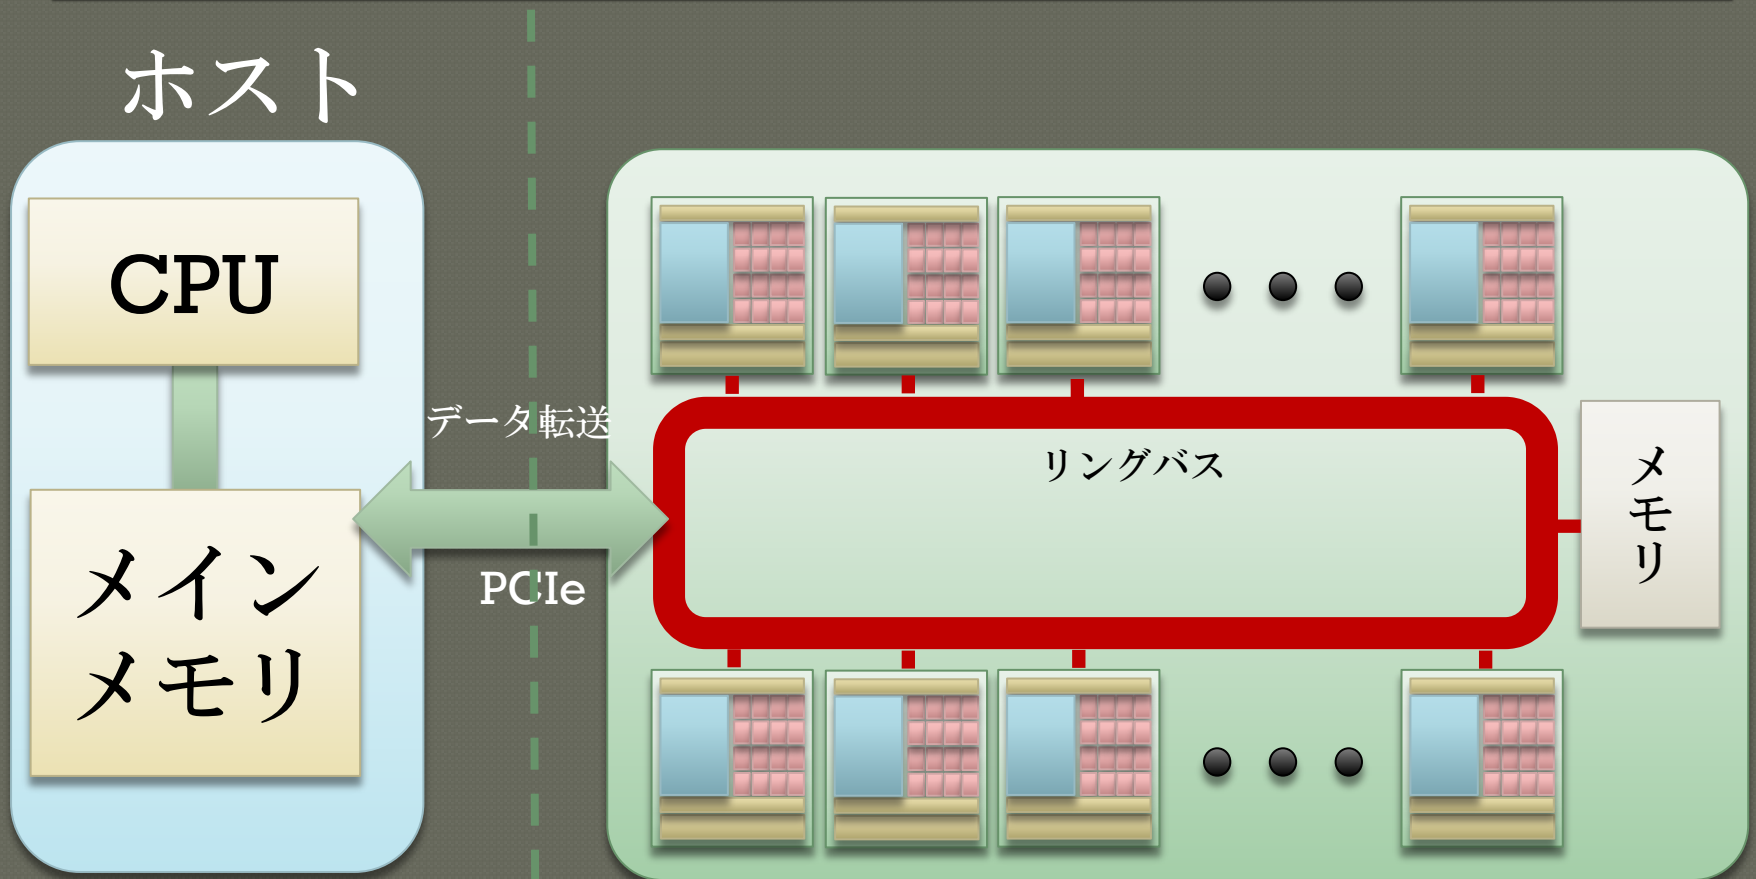 ホスト
CPU
メイン
メモリ
データ転送
PCIe
リングバス
メモリ